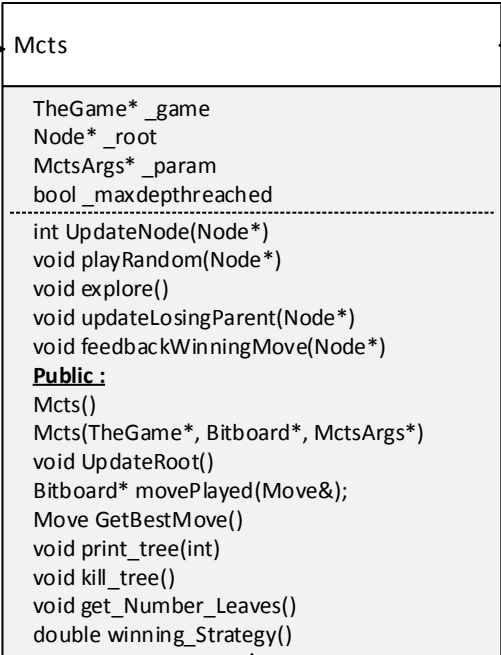 Mcts
TheGame* _game
Node* _root
MctsArgs* _param
bool _maxdepthreached
int UpdateNode(Node*)
void playRandom(Node*)
void explore()
void updateLosingParent(Node*)
void feedbackWinningMove(Node*)
Public :
Mcts()
Mcts(TheGame*, Bitboard*, MctsArgs*)
void UpdateRoot()
Bitboard* movePlayed(Move&);
Move GetBestMove()
void print_tree(int)
void kill_tree()
void get_Number_Leaves()
double winning_Strategy()